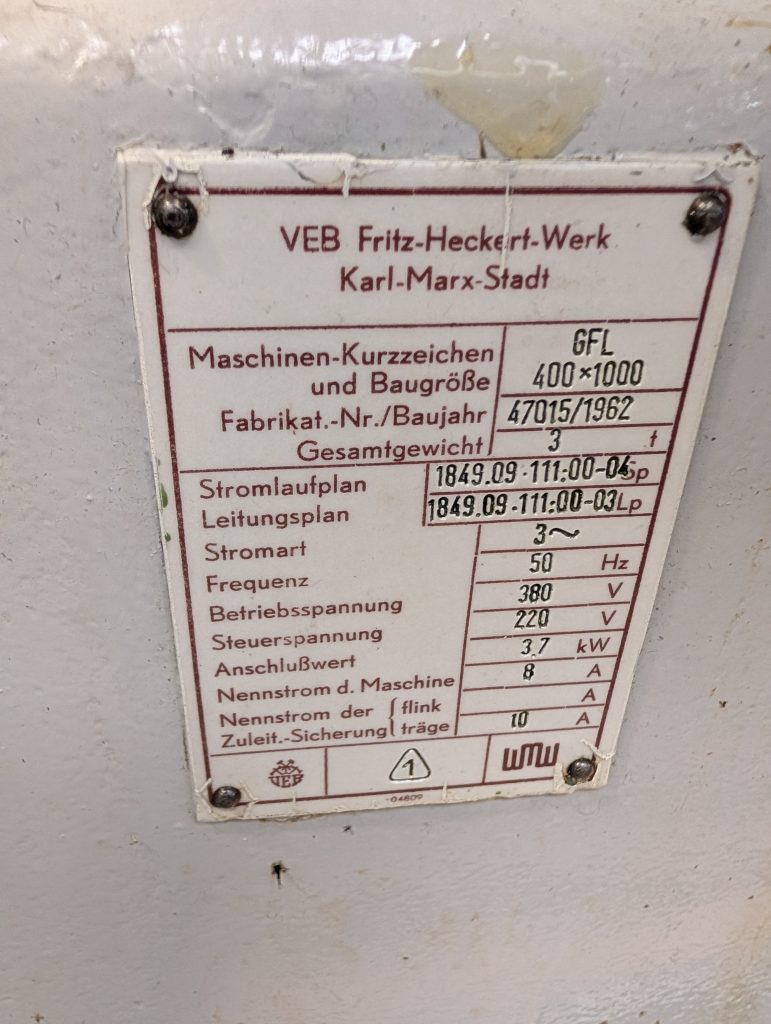 VEB Fritz-Heckert-Werk
Karl-Marx-Stadt
Maschinen-Kurzzeichen GFL
und Baugröße 400×1000
Fabrikat.-Nr./Baujahr 47015/1962
Gesamtgewicht 3 t
Stromlaufplan 1849.09-111:00-04Sp
Leitungsplan 1849.09-111:00-03Lp
Stromart 3~
Frequenz 50 Hz
Betriebsspannung 380 V
Steuerspannung 220 V
Anschlußwert 3,7 kW
Nennstrom d. Maschine 8 A
Nennstrom der { flink A
Zuleit.-Sicherung träge 10 A
VEB 1 WMW
04809